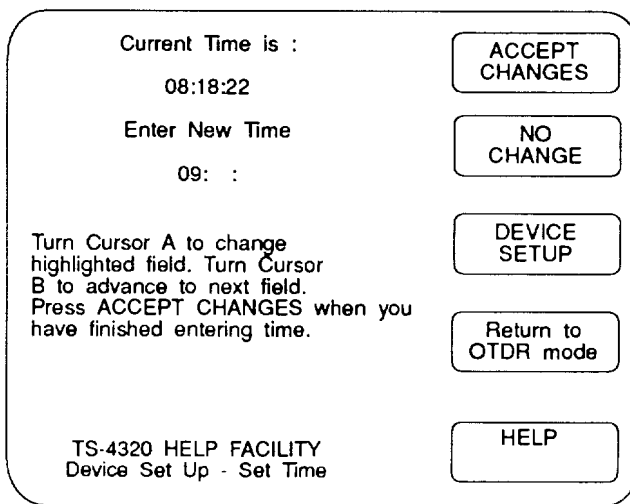 Current Time is :
08:18:22
Enter New Time
09: :
Turn Cursor A to change
highlighted field. Turn Cursor
B to advance to next field.
Press ACCEPT CHANGES when you
have finished entering time.
TS-4320 HELP FACILITY
Device Set Up - Set Time
ACCEPT
CHANGES
NO
CHANGE
DEVICE
SETUP
Return to
OTDR mode
HELP